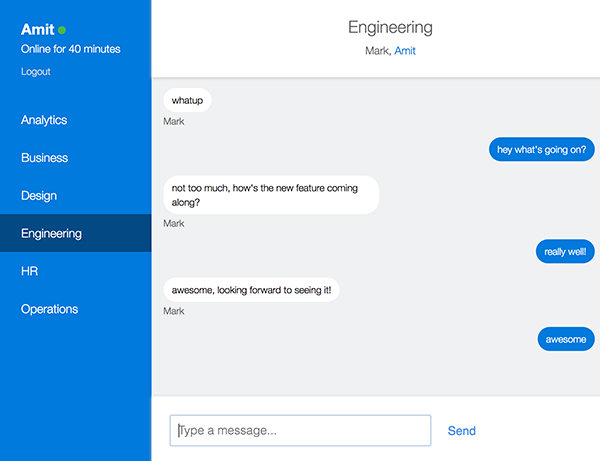 Amit
Online for 40 minutes
Logout
Analytics
Business
Design
Engineering
HR
Operations
Engineering
Mark, Amit
whatup
Mark
hey what's going on?
not too much, how's the new feature coming
along?
Mark
really well!
awesome, looking forward to seeing it!
Mark
awesome
Type a message...
Send